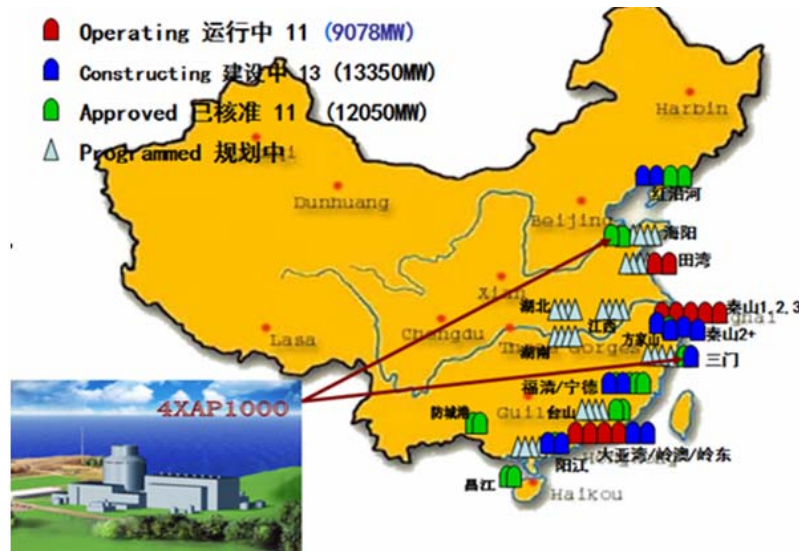 Operating 运行中 11 (9078MW)
Constructing 建设中 13 (13350MW)
Approved 已核准 11 (12050MW)
Programmed 规划中
Harbin
Dunhuang
红沿河
Beijing
海阳
田湾
Xian
湖北
江西
秦山1,2,3
Lasa
Chengdu
方家山
秦山2+
湖南
三门
4XAP1000
福清/宁德
防城港
台山
阳江
大亚湾/岭澳/岭东
昌江
Haikou